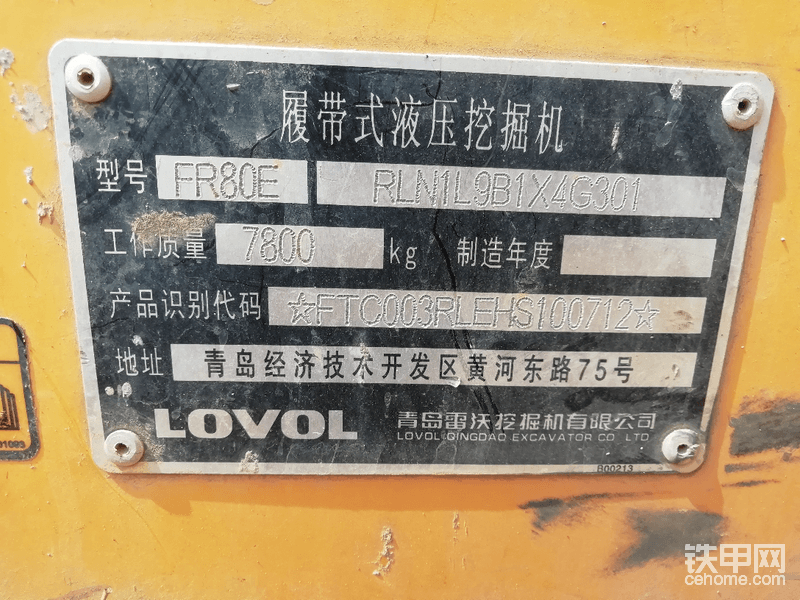 履带式液压挖掘机
型号 FR80E RLN1L9B1X4G301
工作质量 7800 kg 制造年度
产品识别代码 ☆FTC003RLEHS100712☆
地址 青岛经济技术开发区黄河东路75号
LOVOL 青岛雷沃挖掘机有限公司
LOVOL QINGDAO EXCAVATOR CO LTD
B00213
铁甲网
cehome.com